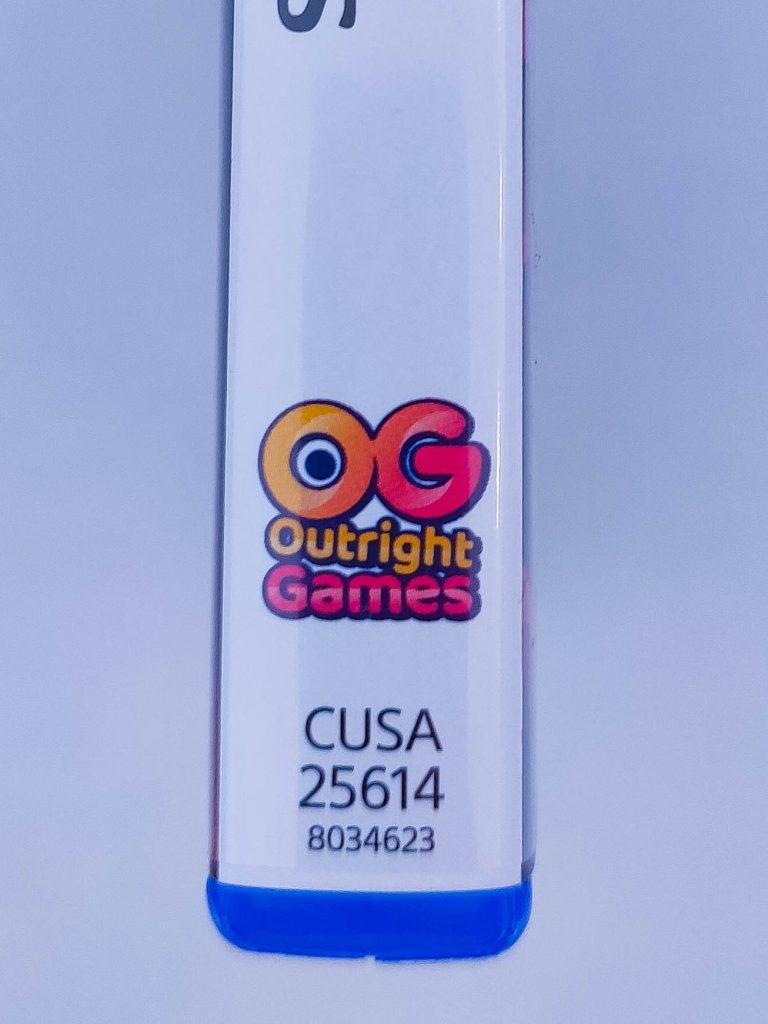 S
OG
Outright
Games
CUSA
25614
8034623